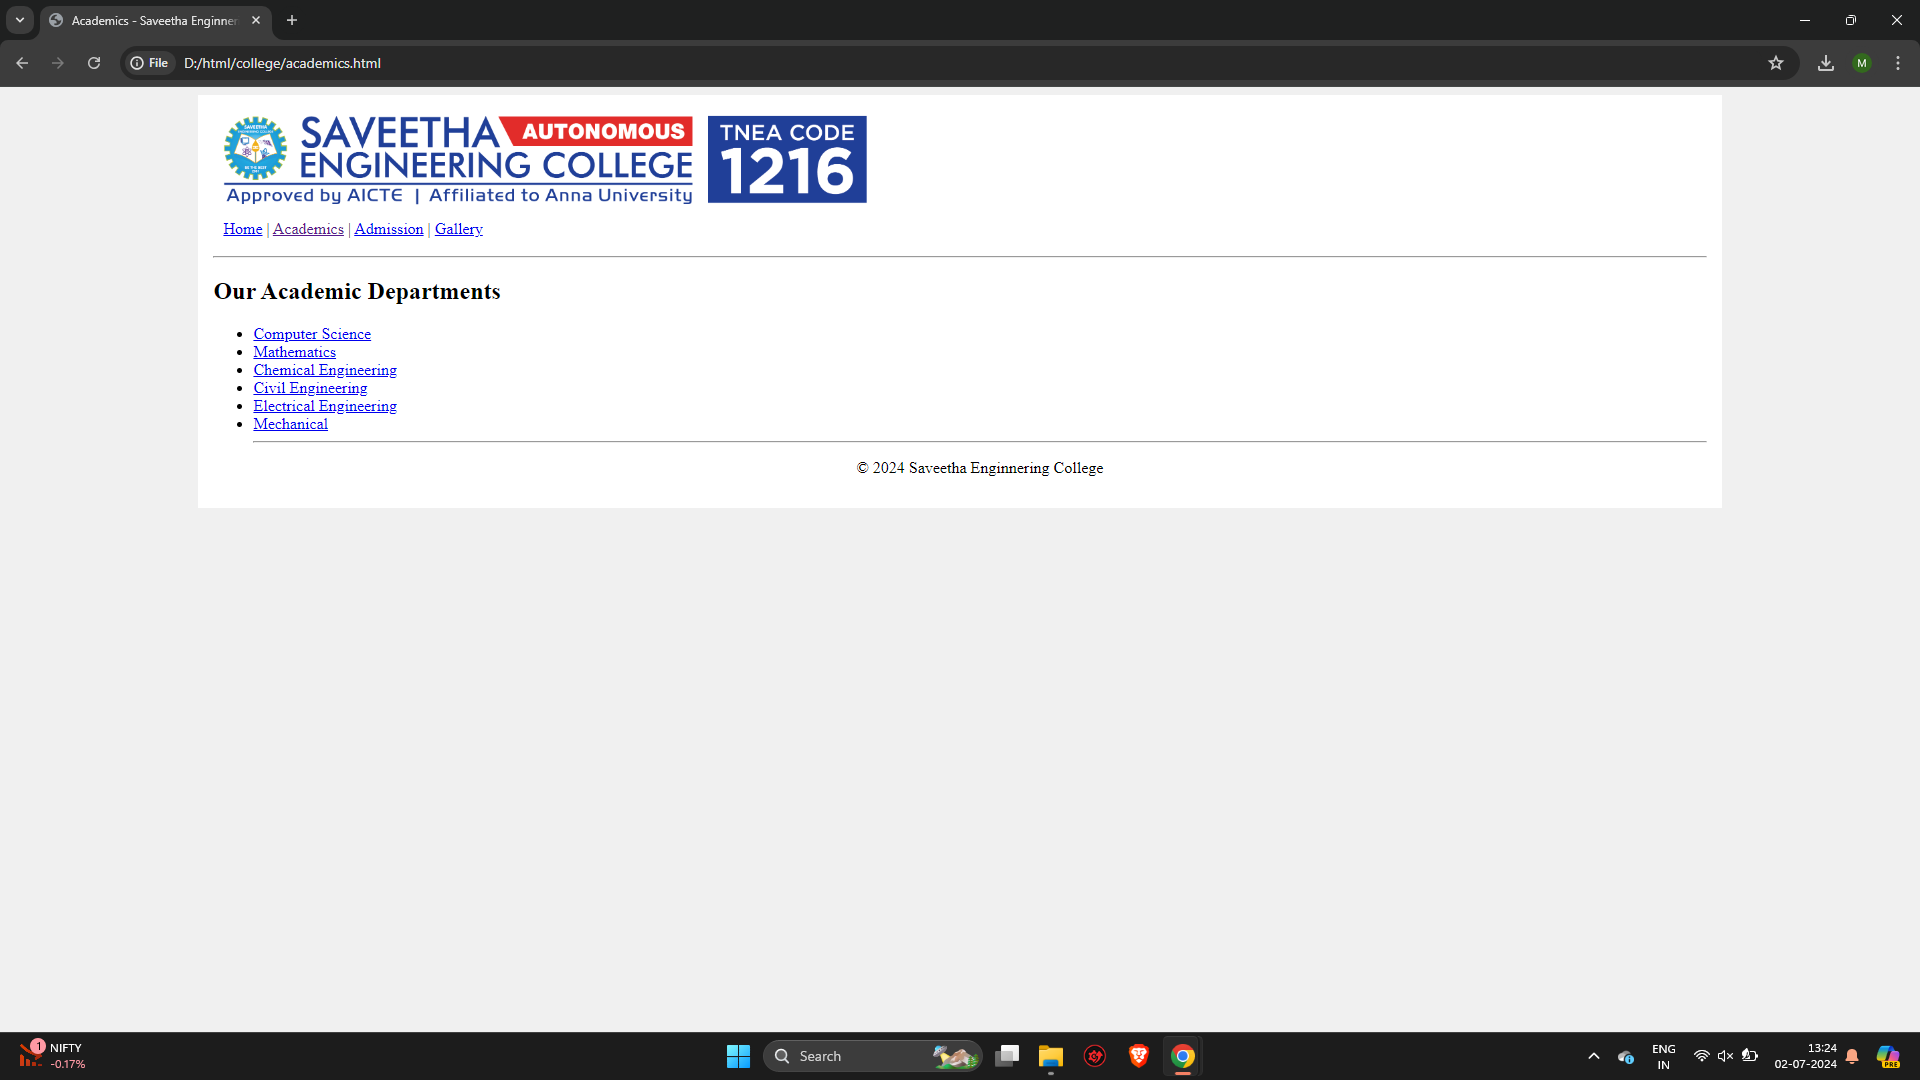 Academics - Saveetha Enginner
File D:/html/college/academics.html
M
SAVEETHA AUTONOMOUS
ENGINEERING COLLEGE
Approved by AICTE | Affiliated to Anna University
TNEA CODE
1216
Home | Academics | Admission | Gallery
Our Academic Departments
• Computer Science
• Mathematics
• Chemical Engineering
• Civil Engineering
• Electrical Engineering
• Mechanical
© 2024 Saveetha Enginnering College
1
NIFTY
-0.17%
Search
ENG
IN
13:24
02-07-2024
PRE